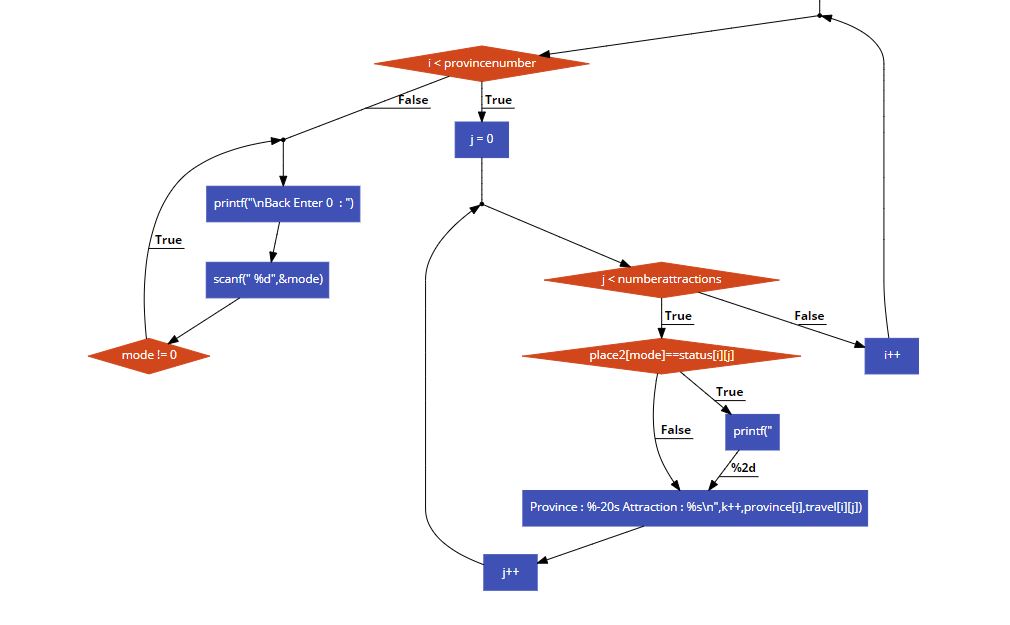 i < provincenumber
False
True
j = 0
printf("\nBack Enter 0  : ")
True
scanf(" %d",&mode)
j < numberattractions
True
False
mode != 0
place2[mode]==status[i][j]
i++
True
False
printf("
%2d
Province : %-20s Attraction : %s\n",k++,province[i],travel[i][j])
j++